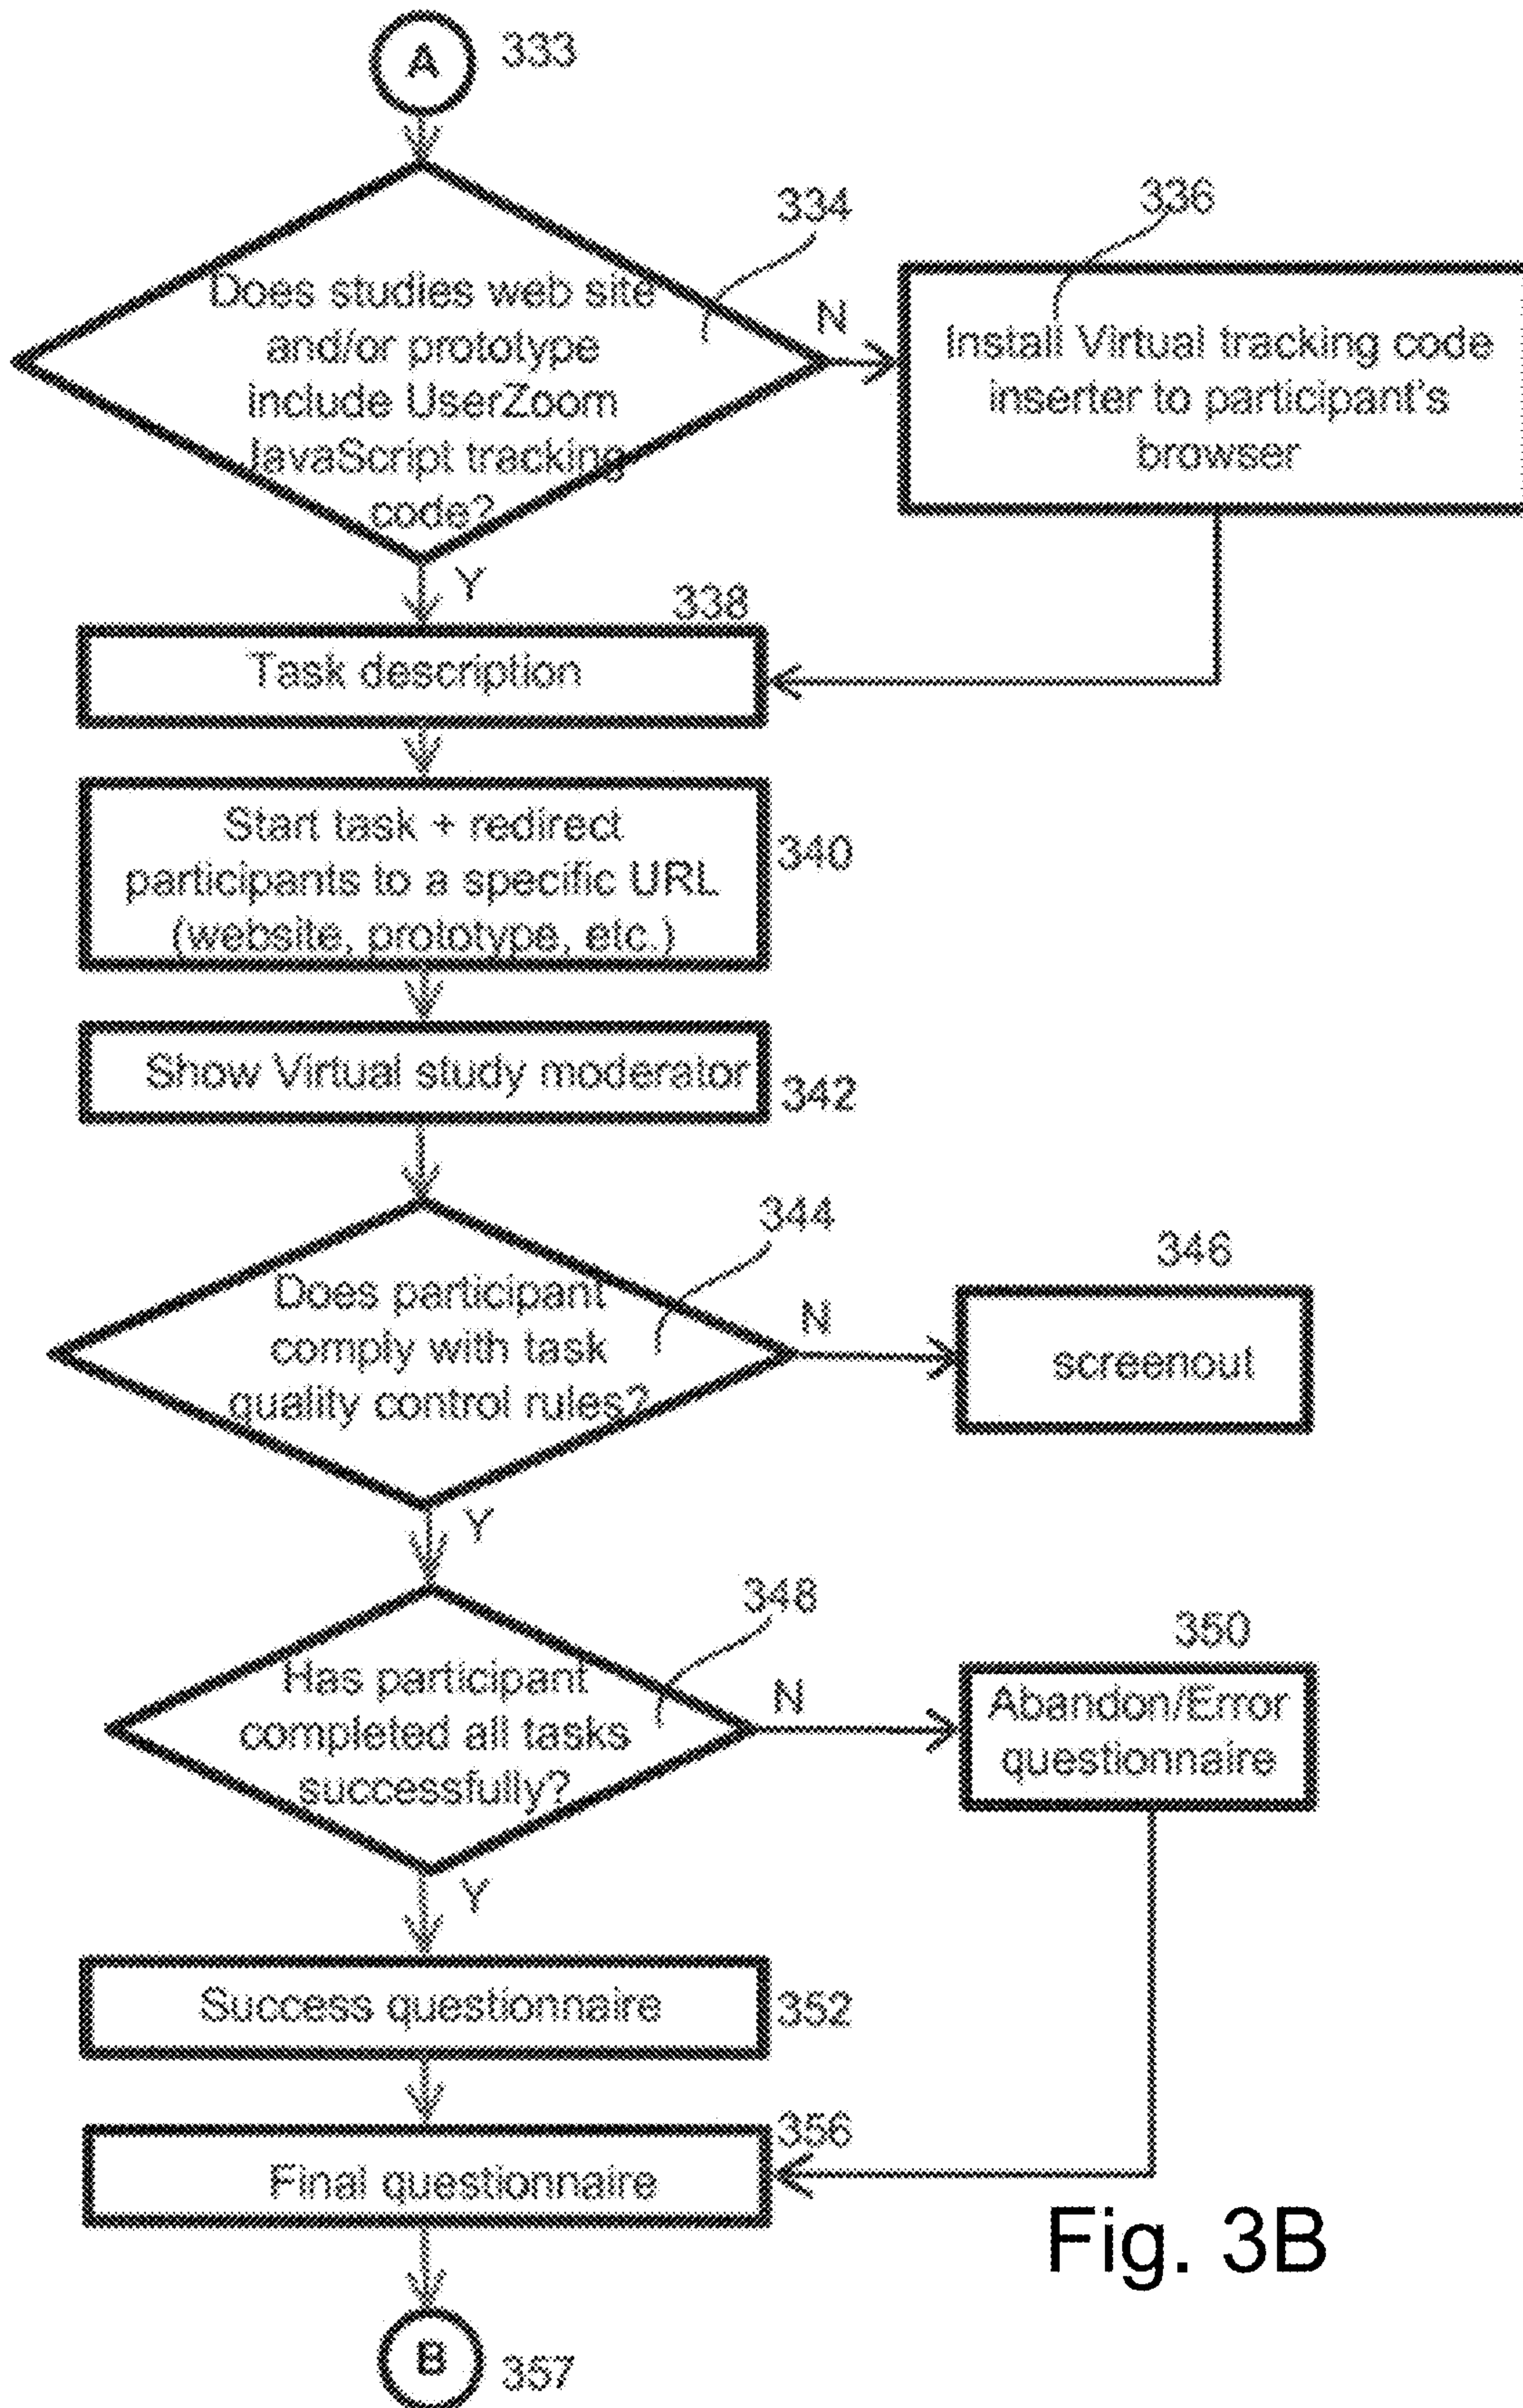 A
333
334
336
Does studies web site
and/or prototype
include UserZoom
JavaScript tracking
code?
N
Install Virtual tracking code
inserter to participant's
browser
Y
338
Task description
Start task + redirect
participants to a specific URL
(website, prototype, etc.)
340
Show Virtual study moderator
342
344
346
Does participant
comply with task
quality control rules?
N
screenout
Y
348
350
Has participant
completed all tasks
successfully?
N
Abandon/Error
questionnaire
Y
Success questionnaire
352
356
Final questionnaire
Fig. 3B
B
357